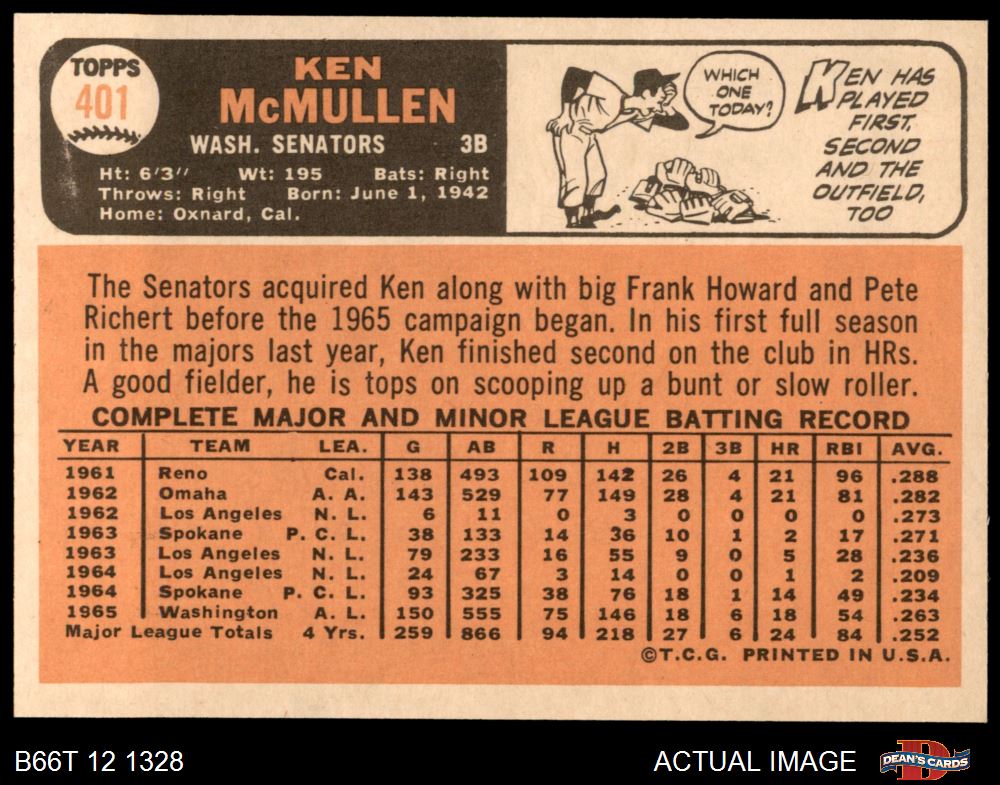 TOPPS
401
KEN
McMULLEN
WASH. SENATORS 3B
Ht: 6'3" Wt: 195 Bats: Right
Throws: Right Born: June 1, 1942
Home: Oxnard, Cal.
WHICH
ONE
TODAY?
KEN HAS
PLAYED
FIRST,
SECOND
AND THE
OUTFIELD,
TOO
The Senators acquired Ken along with big Frank Howard and Pete
Richert before the 1965 campaign began. In his first full season
in the majors last year, Ken finished second on the club in HRs.
A good fielder, he is tops on scooping up a bunt or slow roller.
COMPLETE MAJOR AND MINOR LEAGUE BATTING RECORD
YEAR TEAM LEA. G AB R H 2B 3B HR RBI AVG.
1961 Reno Cal. 138 493 109 142 26 4 21 96 .288
1962 Omaha A. A. 143 529 77 149 28 4 21 81 .282
1962 Los Angeles N. L. 6 11 0 3 0 0 0 0 .273
1963 Spokane P. C. L. 38 133 14 36 10 1 2 17 .271
1963 Los Angeles N. L. 79 233 16 55 9 0 5 28 .236
1964 Los Angeles N. L. 24 67 3 14 0 0 1 2 .209
1964 Spokane P. C. L. 93 325 38 76 18 1 14 49 .234
1965 Washington A. L. 150 555 75 146 18 6 18 54 .263
Major League Totals 4 Yrs. 259 866 94 218 27 6 24 84 .252
©T.C.G. PRINTED IN U.S.A.
B66T 12 1328 ACTUAL IMAGE
DEAN'S CARDS